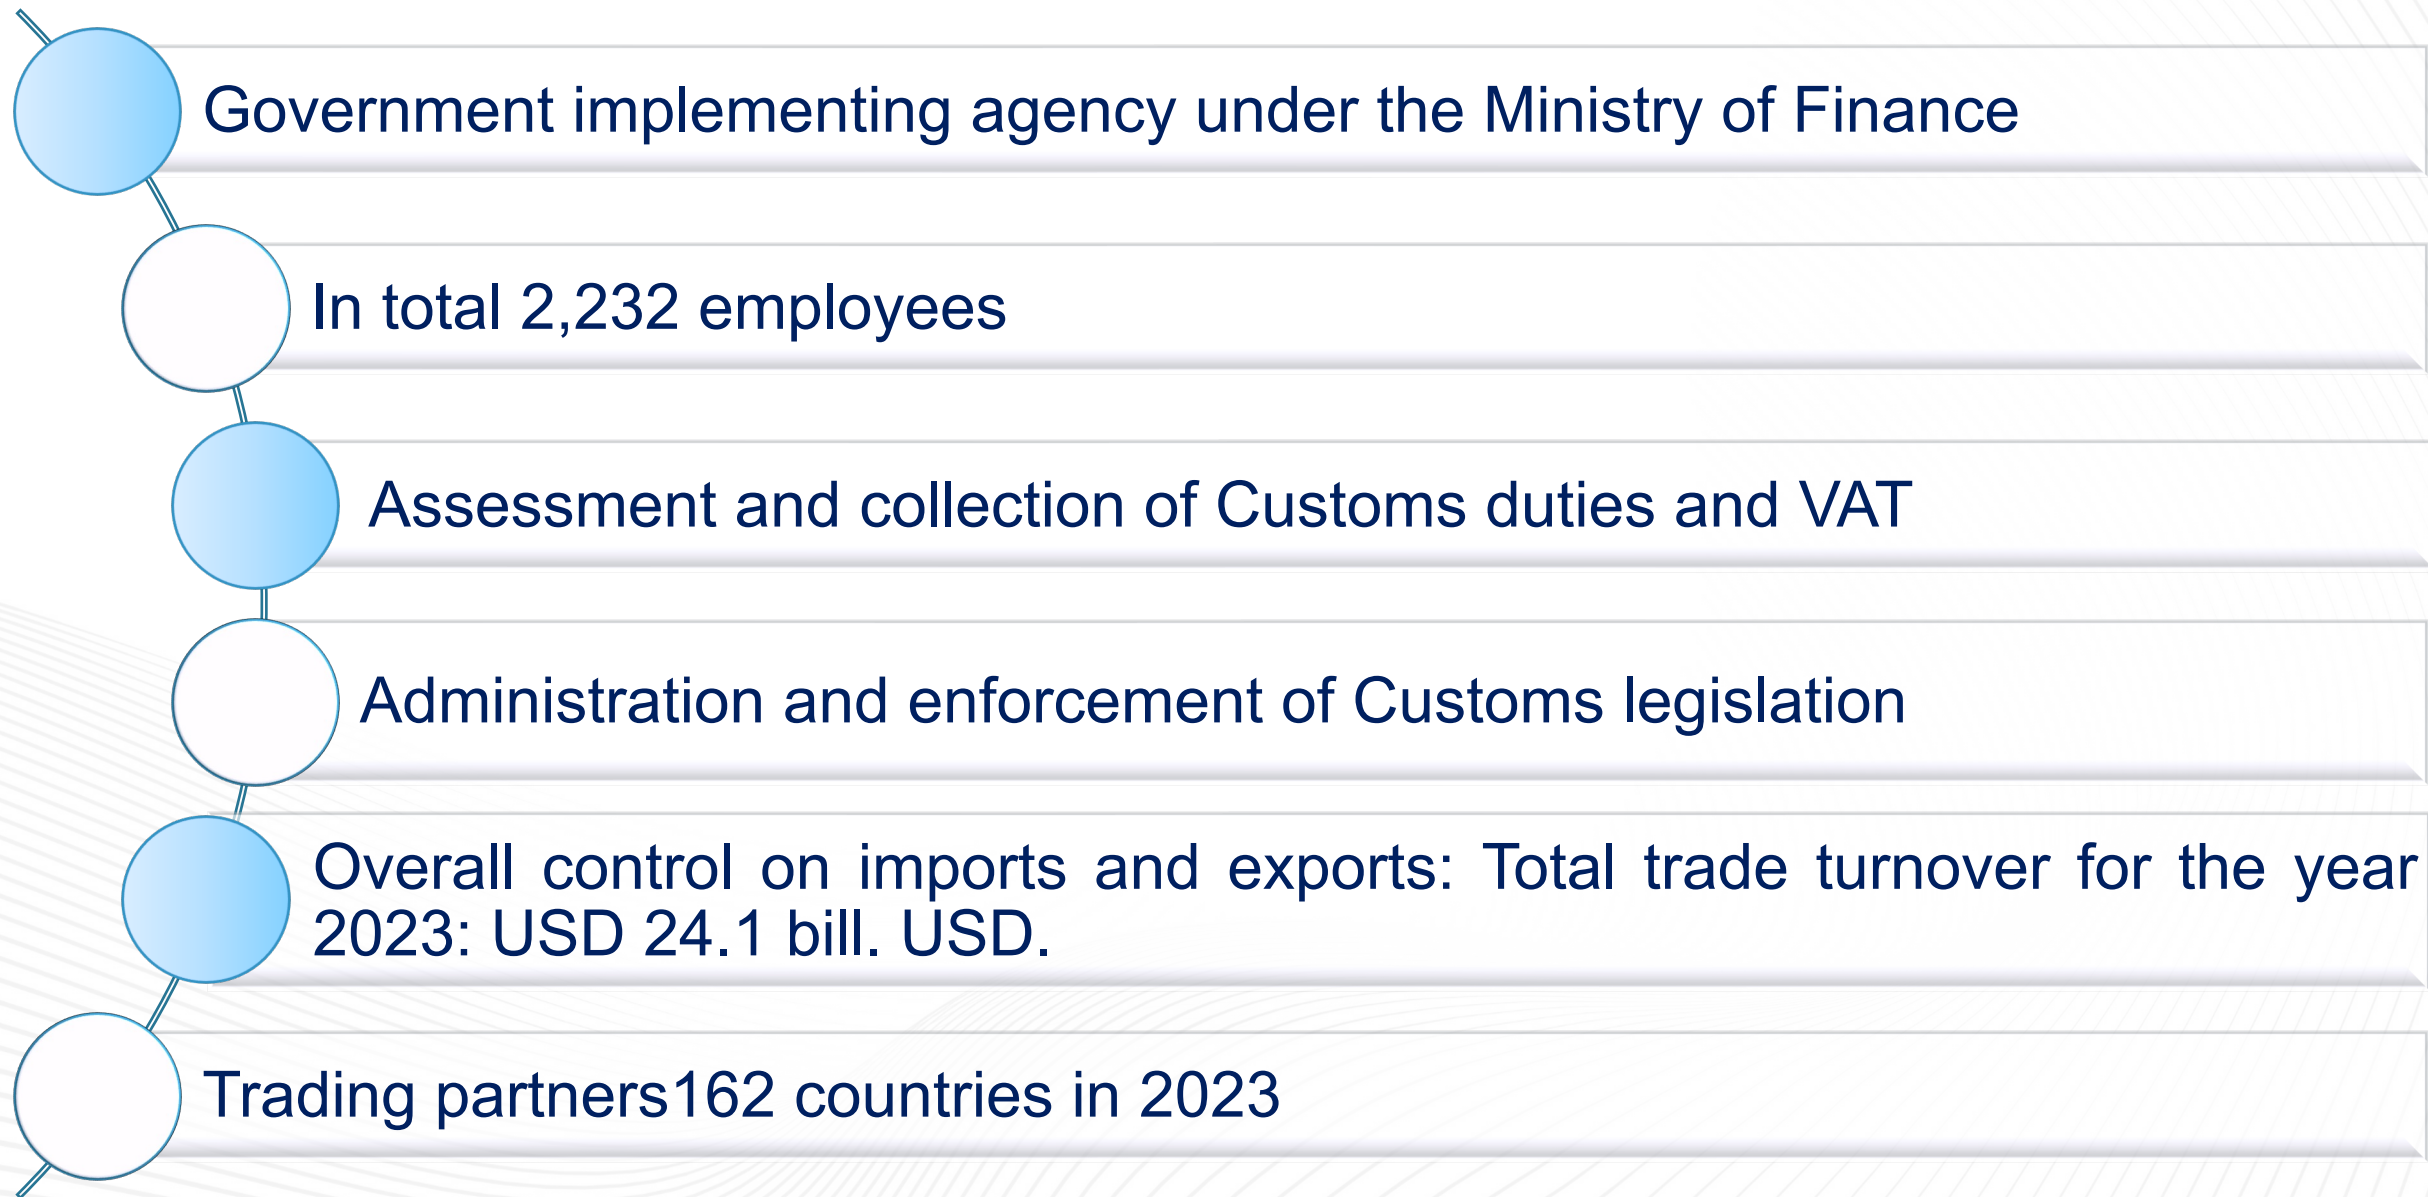 Government implementing agency under the Ministry of Finance
In total 2,232 employees
Assessment and collection of Customs duties and VAT
Administration and enforcement of Customs legislation
Overall control on imports and exports: Total trade turnover for the year
2023: USD 24.1 bill. USD.
Trading partners162 countries in 2023